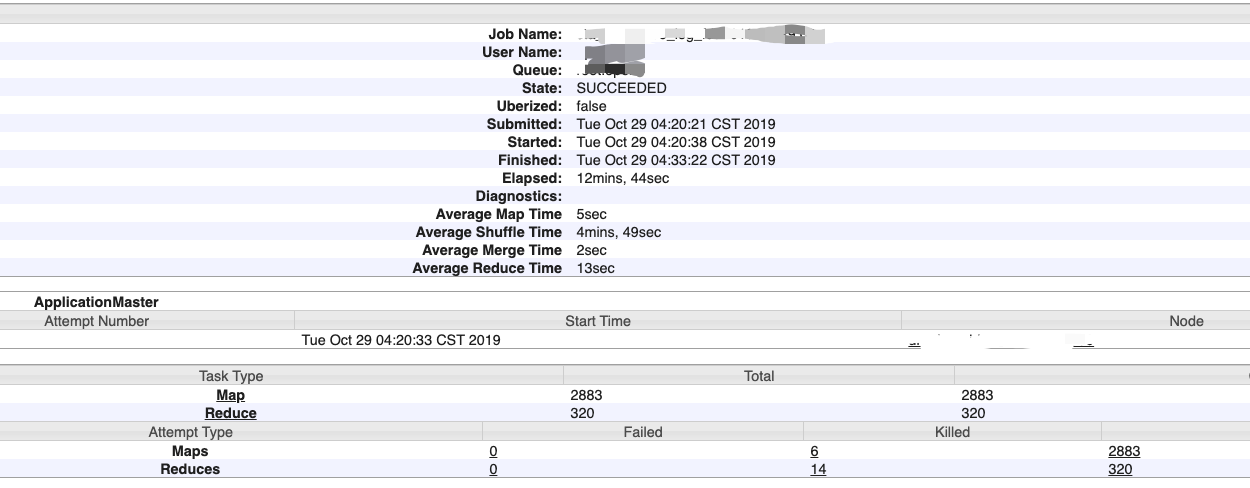 Job Name:
User Name:
Queue:
State: SUCCEEDED
Uberized: false
Submitted: Tue Oct 29 04:20:21 CST 2019
Started: Tue Oct 29 04:20:38 CST 2019
Finished: Tue Oct 29 04:33:22 CST 2019
Elapsed: 12mins, 44sec
Diagnostics:
Average Map Time 5sec
Average Shuffle Time 4mins, 49sec
Average Merge Time 2sec
Average Reduce Time 13sec
ApplicationMaster
Attempt Number Start Time Node
Tue Oct 29 04:20:33 CST 2019
Task Type Total
Map 2883 2883
Reduce 320 320
Attempt Type Failed Killed
Maps 0 6 2883
Reduces 0 14 320